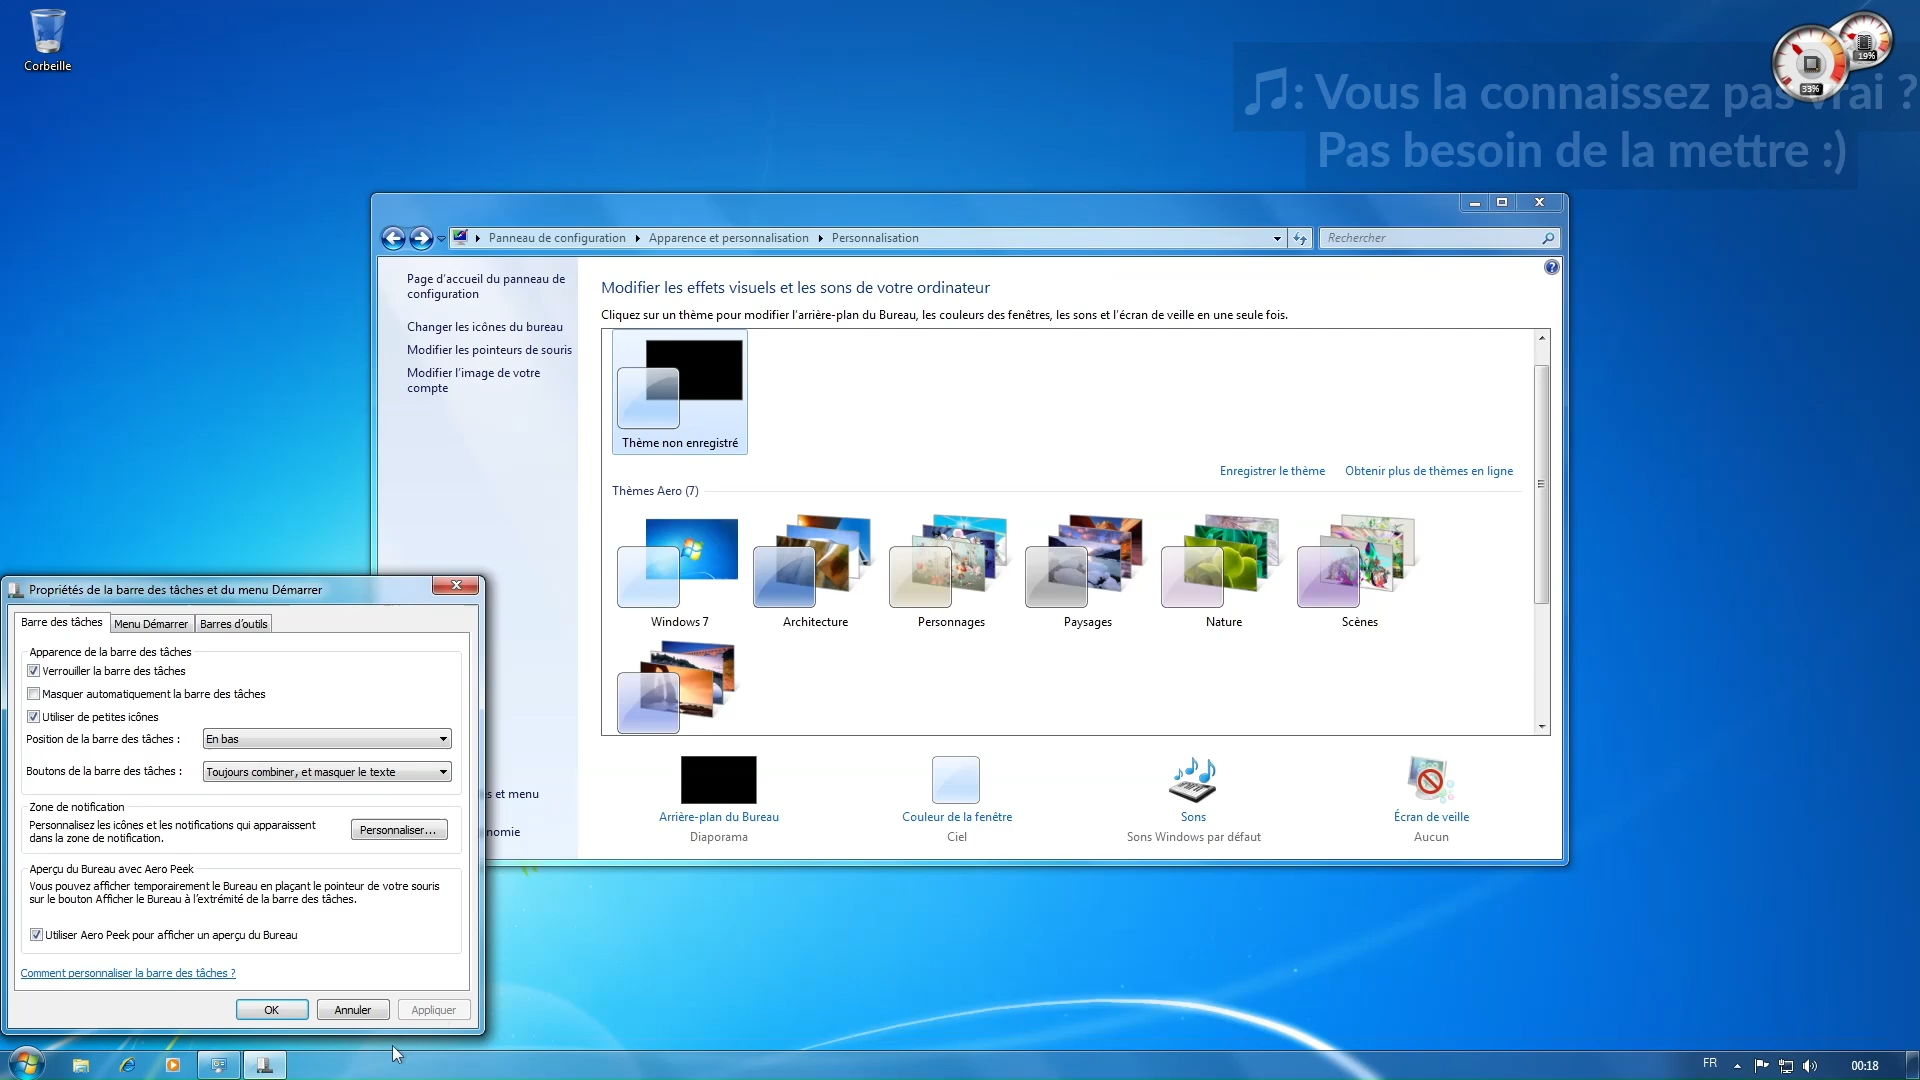 Corbeille
19%
33%
♫: Vous la connaissez pas vrai ?
Pas besoin de la mettre :)
Panneau de configuration
Apparence et personnalisation
Personnalisation
Rechercher
Page d'accueil du panneau de
configuration
Changer les icônes du bureau
Modifier les pointeurs de souris
Modifier l'image de votre
compte
s et menu
nomie
Modifier les effets visuels et les sons de votre ordinateur
Cliquez sur un thème pour modifier l'arrière-plan du Bureau, les couleurs des fenêtres, les sons et l'écran de veille en une seule fois.
Thème non enregistré
Enregistrer le thème
Obtenir plus de thèmes en ligne
Thèmes Aero (7)
Windows 7
Architecture
Personnages
Paysages
Nature
Scènes
Arrière-plan du Bureau
Diaporama
Couleur de la fenêtre
Ciel
Sons
Sons Windows par défaut
Écran de veille
Aucun
Propriétés de la barre des tâches et du menu Démarrer
Barre des tâches
Menu Démarrer
Barres d'outils
Apparence de la barre des tâches
Verrouiller la barre des tâches
Masquer automatiquement la barre des tâches
Utiliser de petites icônes
Position de la barre des tâches :
En bas
Boutons de la barre des tâches :
Toujours combiner, et masquer le texte
Zone de notification
Personnalisez les icônes et les notifications qui apparaissent
dans la zone de notification.
Personnaliser...
Aperçu du Bureau avec Aero Peek
Vous pouvez afficher temporairement le Bureau en plaçant le pointeur de votre souris
sur le bouton Afficher le Bureau à l'extrémité de la barre des tâches.
Utiliser Aero Peek pour afficher un aperçu du Bureau
Comment personnaliser la barre des tâches ?
OK
Annuler
Appliquer
FR
00:18